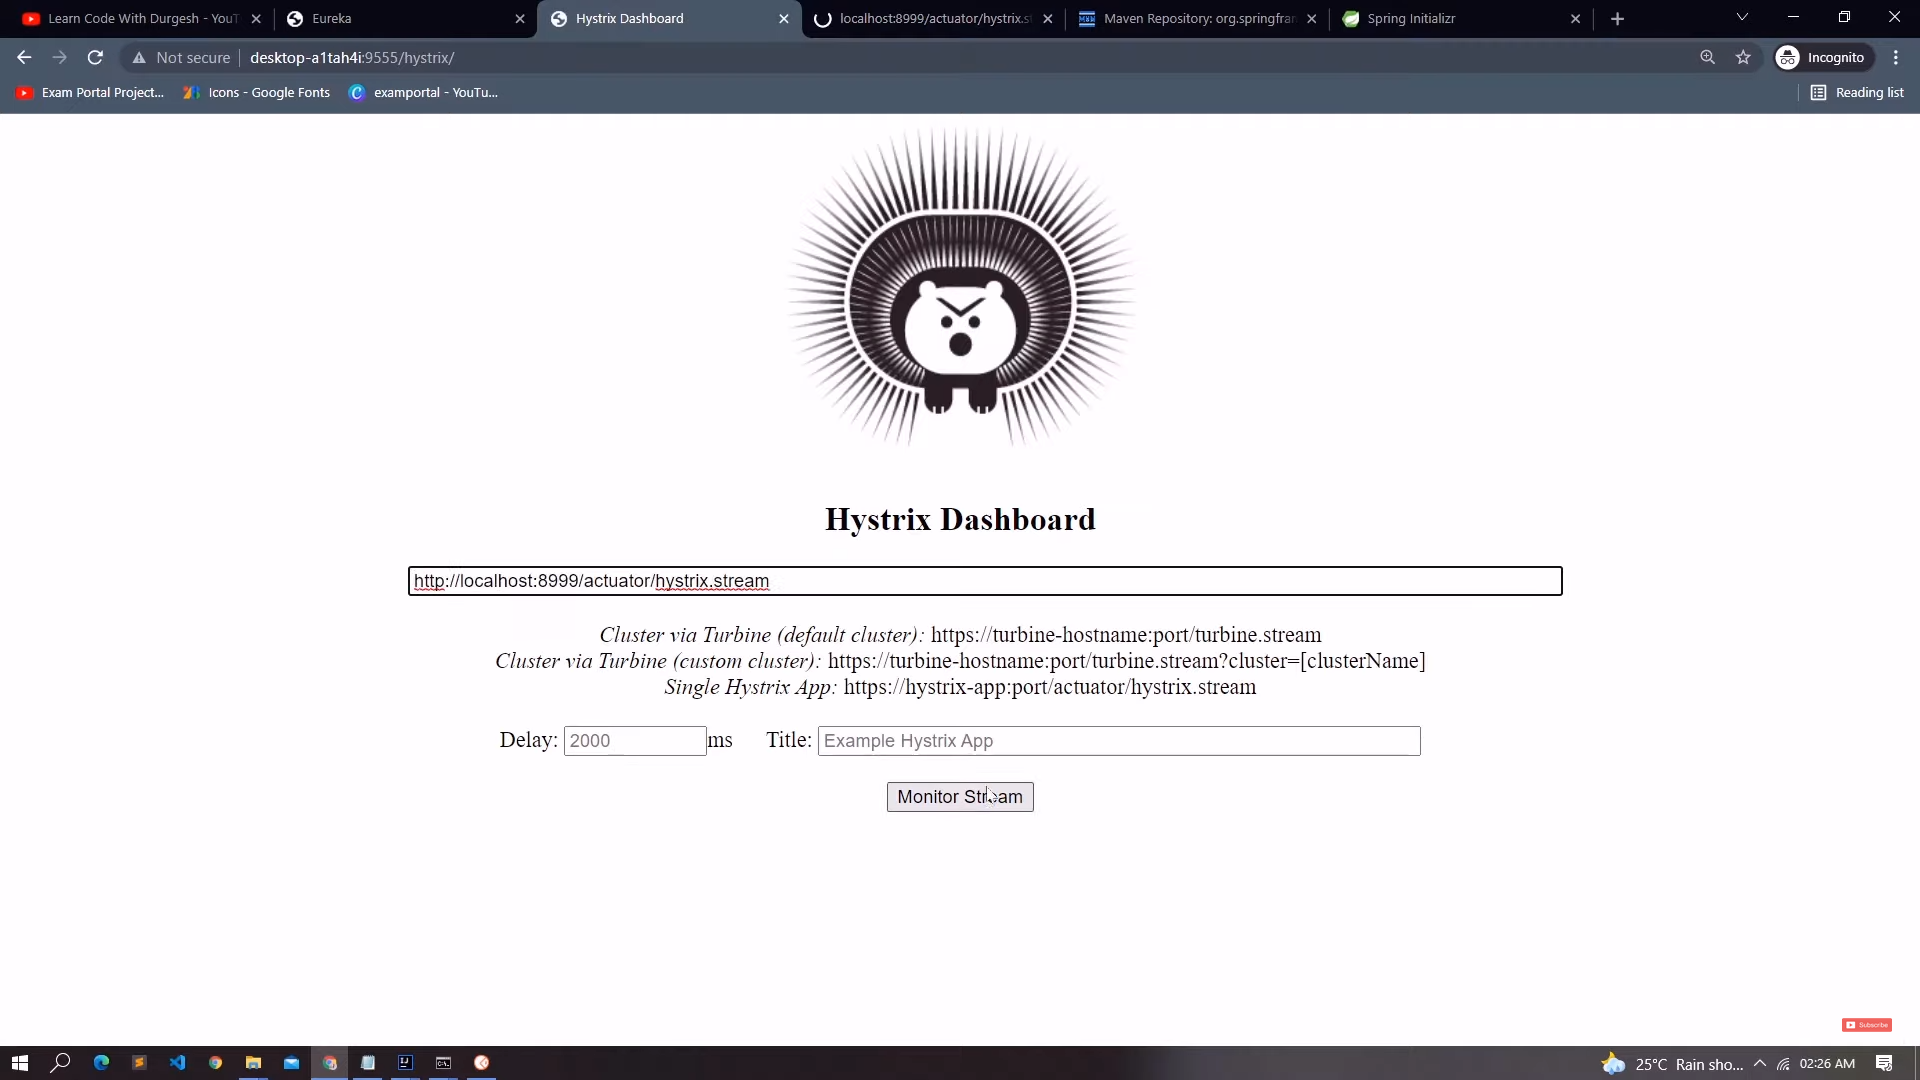 Learn Code With Durgesh - YouT
Eureka
Hystrix Dashboard
localhost:8999/actuator/hystrix.st
Maven Repository: org.springfram
Spring Initializr
Not secure
desktop-a1tah4i:9555/hystrix/
Incognito
Exam Portal Project...
Icons - Google Fonts
examportal - YouTu...
Reading list
Hystrix Dashboard
http://localhost:8999/actuator/hystrix.stream
Cluster via Turbine (default cluster): https://turbine-hostname:port/turbine.stream
Cluster via Turbine (custom cluster): https://turbine-hostname:port/turbine.stream?cluster=[clusterName]
Single Hystrix App: https://hystrix-app:port/actuator/hystrix.stream
Delay: 2000 ms Title: Example Hystrix App
Monitor Stream
Subscribe
25°C Rain sho...
02:26 AM